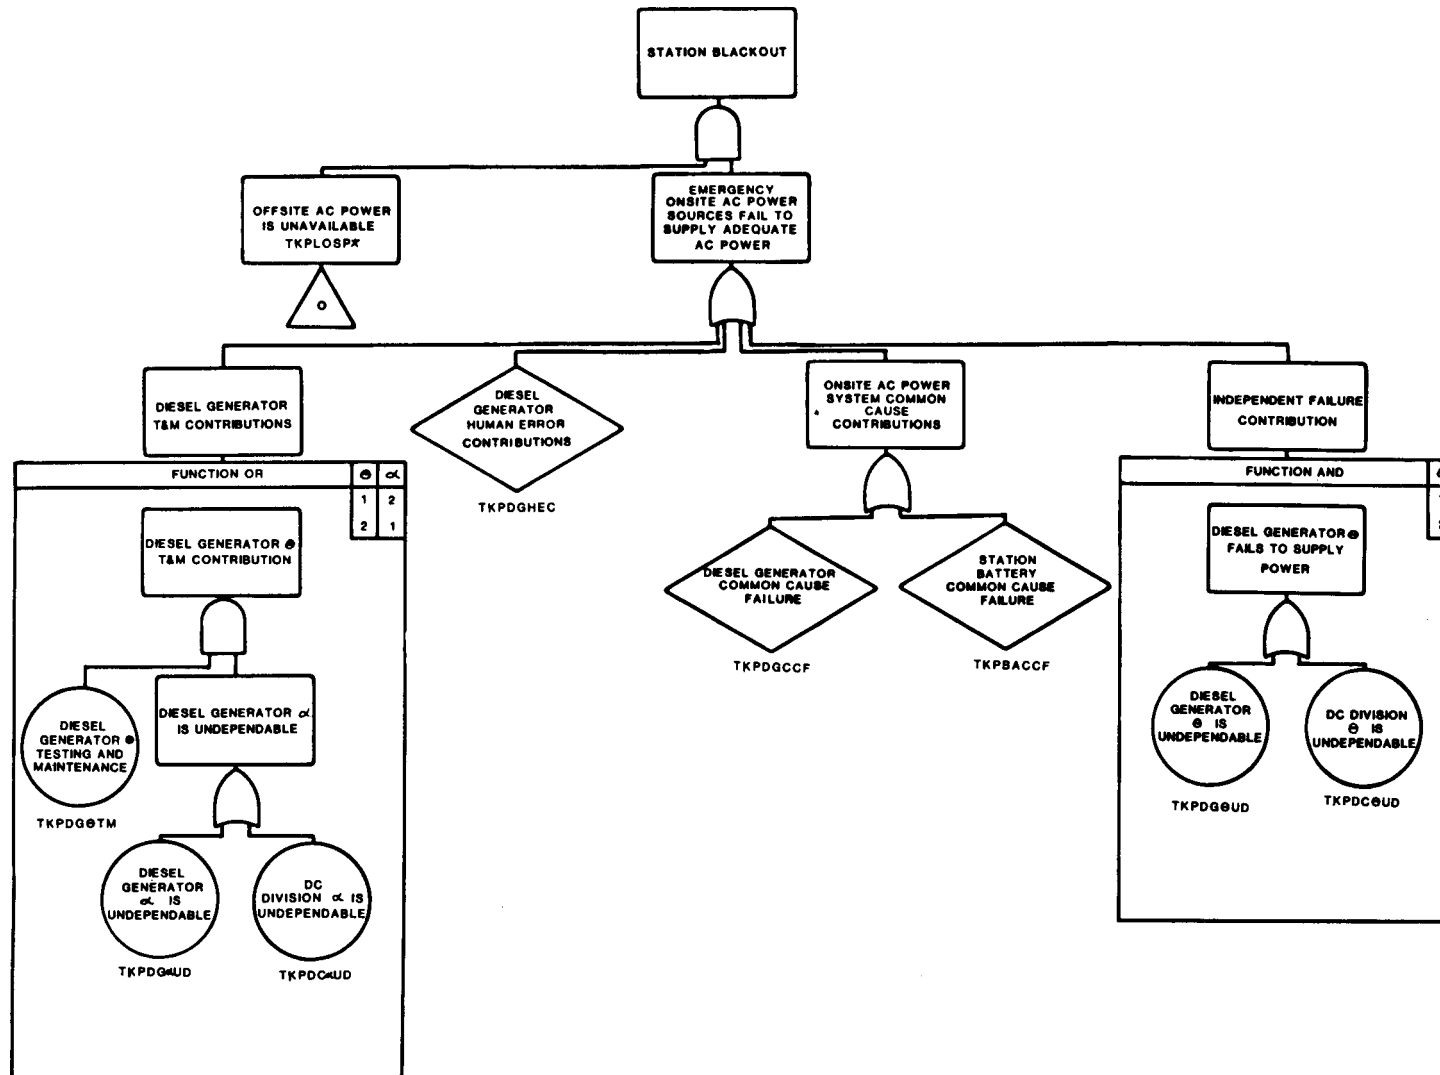 STATION BLACKOUT
OFFSITE AC POWER
IS UNAVAILABLE
TKPLOSP*
EMERGENCY
ONSITE AC POWER
SOURCES FAIL TO
SUPPLY ADEQUATE
AC POWER
DIESEL GENERATOR
T&M CONTRIBUTIONS
DIESEL
GENERATOR
HUMAN ERROR
CONTRIBUTIONS
TKPDGHEC
ONSITE AC POWER
SYSTEM COMMON
CAUSE
CONTRIBUTIONS
INDEPENDENT FAILURE
CONTRIBUTION
FUNCTION OR Θ α
1 2
2 1
DIESEL GENERATOR Θ
T&M CONTRIBUTION
DIESEL
GENERATOR Θ
TESTING AND
MAINTENANCE
TKPDGΘTM
DIESEL GENERATOR α
IS UNDEPENDABLE
DIESEL
GENERATOR
α IS
UNDEPENDABLE
TKPDGαUD
DC
DIVISION α IS
UNDEPENDABLE
TKPDCαUD
DIESEL GENERATOR
COMMON CAUSE
FAILURE
TKPDGCCF
STATION
BATTERY
COMMON CAUSE
FAILURE
TKPBACCF
FUNCTION AND
DIESEL GENERATOR Θ
FAILS TO SUPPLY
POWER
DIESEL
GENERATOR
Θ IS
UNDEPENDABLE
TKPDGΘUD
DC DIVISION
Θ IS
UNDEPENDABLE
TKPDCΘUD